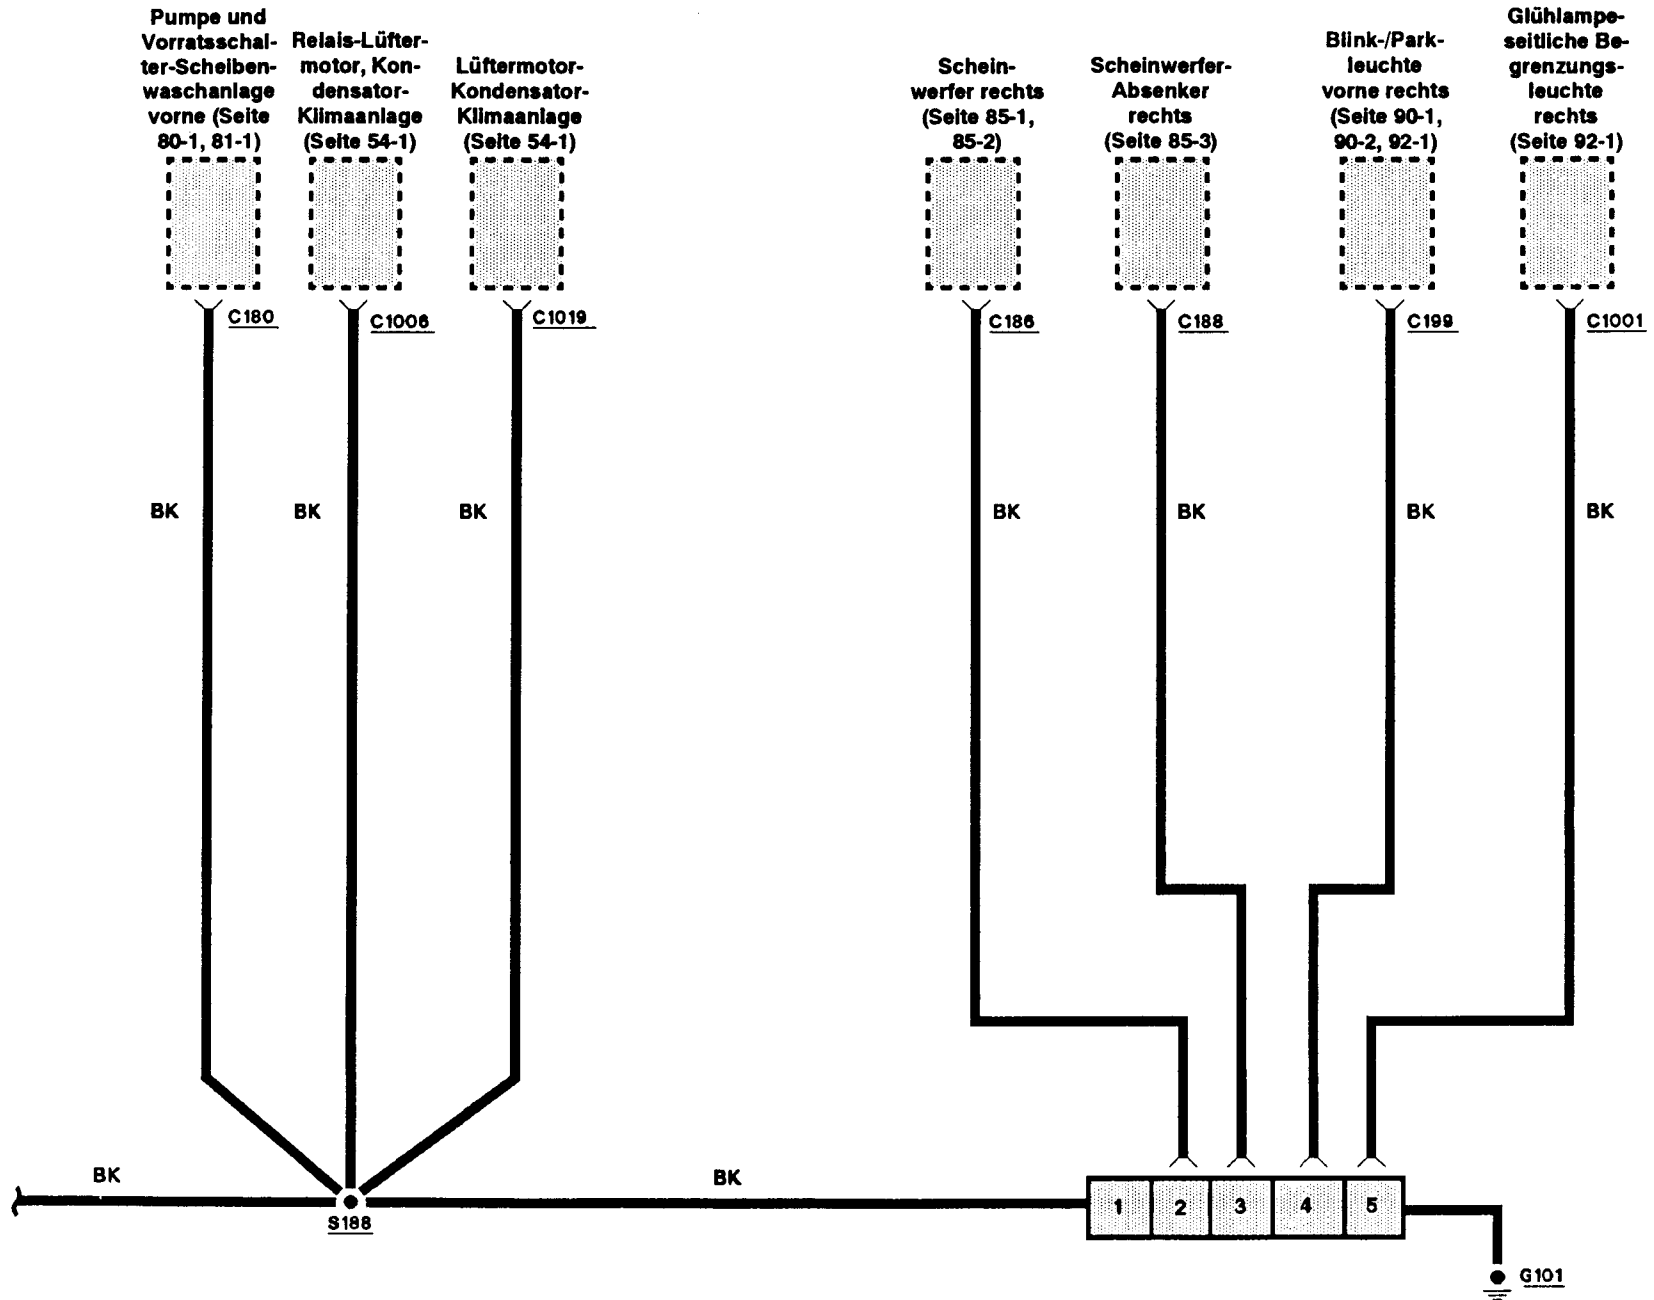 Pumpe und
Vorratsschal-
ter-Scheiben-
waschanlage
vorne (Seite
80-1, 81-1)
Relais-Lüfter-
motor, Kon-
densator-
Klimaanlage
(Seite 54-1)
Lüftermotor-
Kondensator-
Klimaanlage
(Seite 54-1)
Schein-
werfer rechts
(Seite 85-1,
85-2)
Scheinwerfer-
Absenker
rechts
(Seite 85-3)
Blink-/Park-
leuchte
vorne rechts
(Seite 90-1,
90-2, 92-1)
Glühlampe-
seitliche Be-
grenzungs-
leuchte
rechts
(Seite 92-1)
C180
C1006
C1019
C186
C188
C199
C1001
BK
BK
BK
BK
BK
BK
BK
BK
BK
S188
1
2
3
4
5
G101